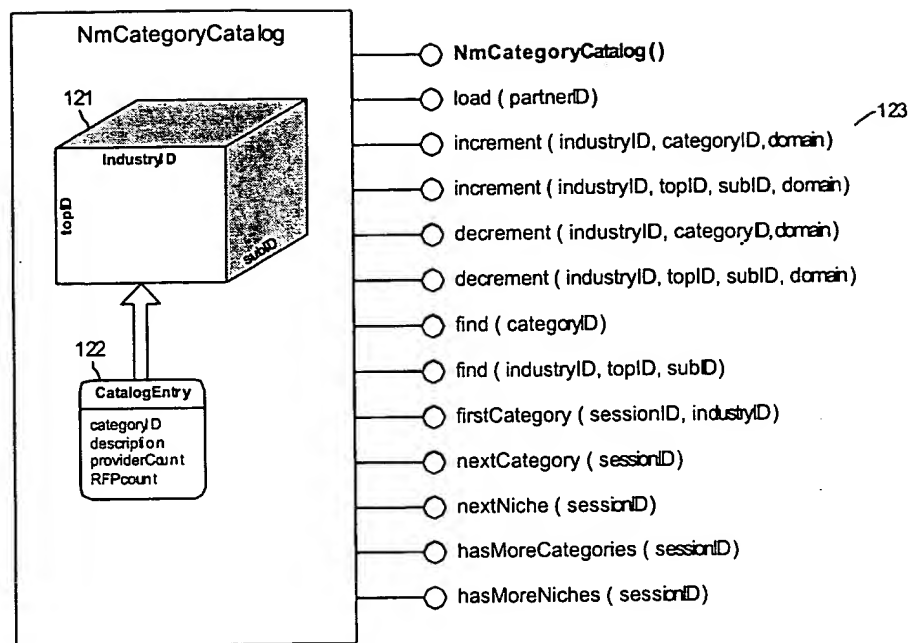 NmCategoryCatalog
121
IndustryID
topID
subID
122
CatalogEntry
categoryID
description
providerCount
RFPcount
NmCategoryCatalog()
load ( partnerID)
123
increment ( industryID, categoryID,domain)
increment ( industryID, topID, subID, domain)
decrement ( industryID, categoryID,domain)
decrement ( industryID, topID, subID, domain)
find ( categoryID)
find ( industryID, topID, subID)
firstCategory ( sessionID, industryID)
nextCategory ( sessionID)
nextNiche ( sessionID)
hasMoreCategories ( sessionID)
hasMoreNiches ( sessionID)